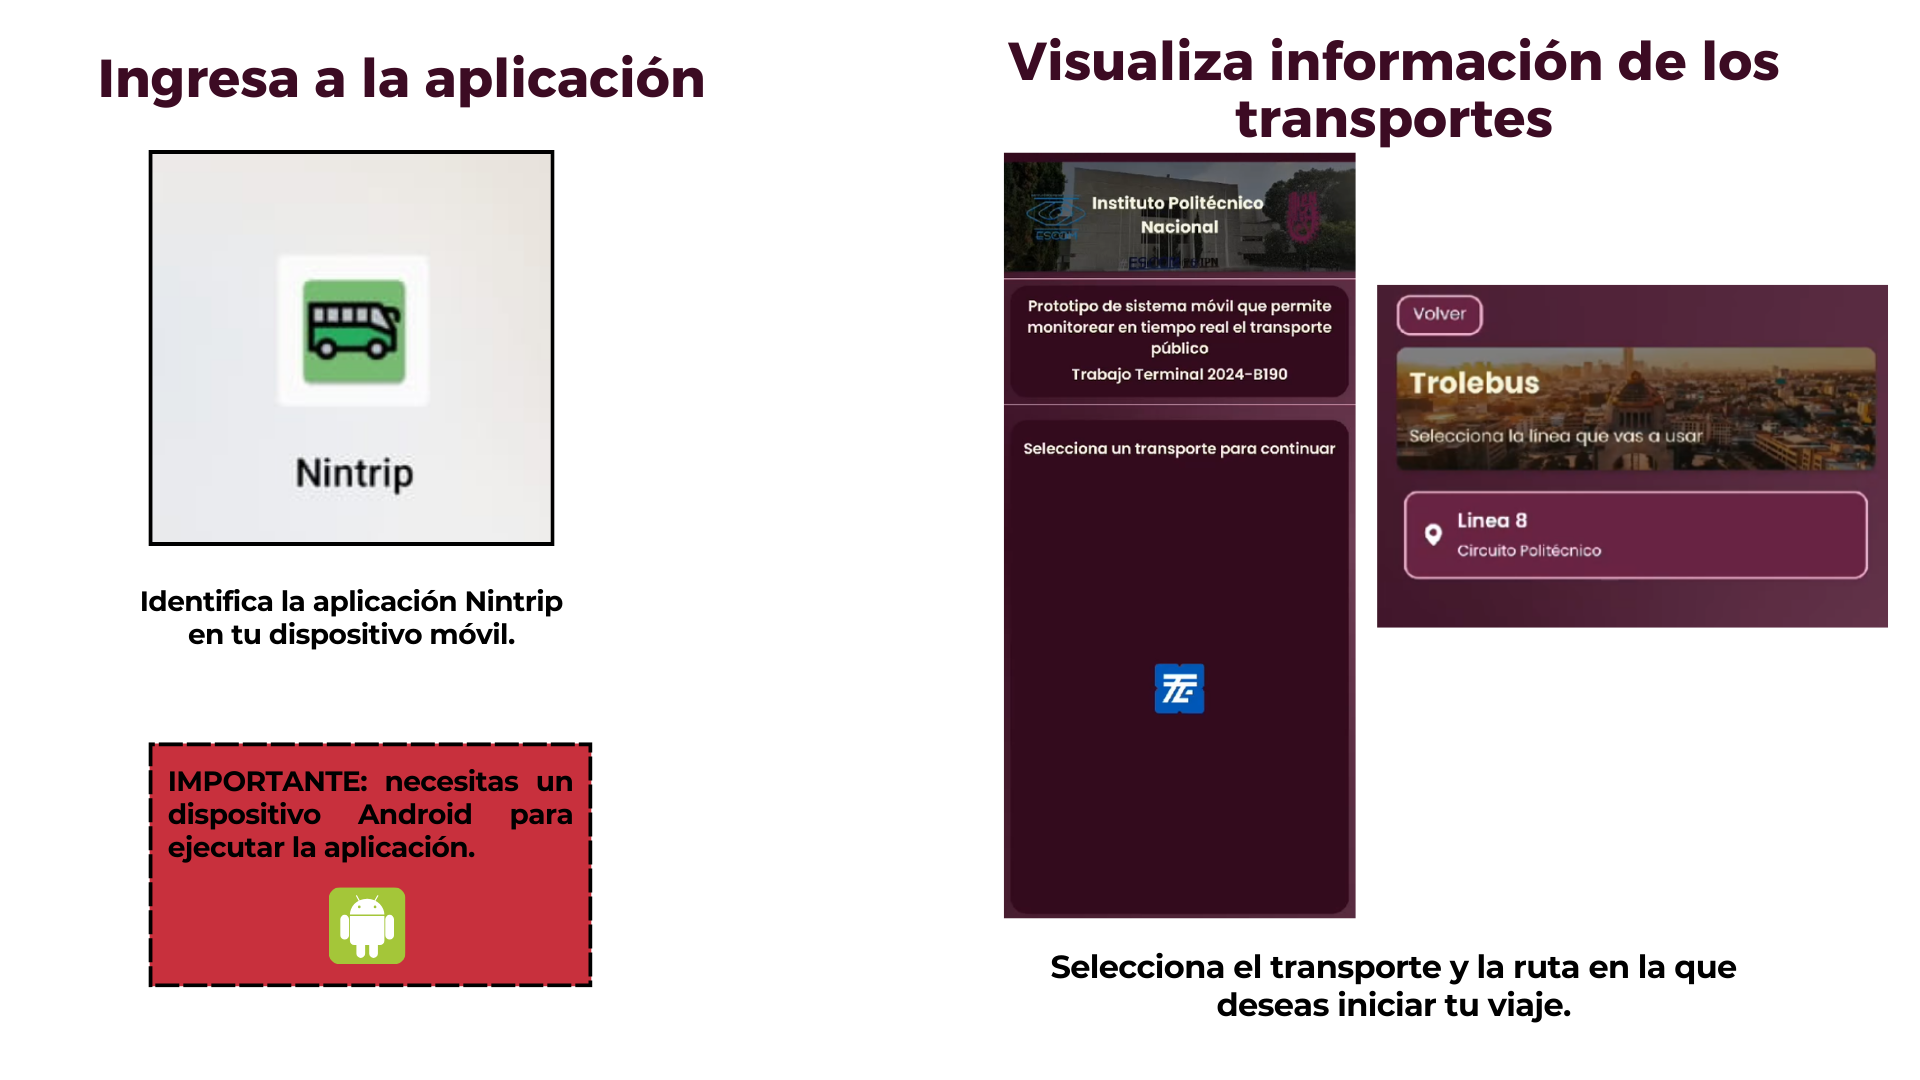 Ingresa a la aplicación
Nintrip
Identifica la aplicación Nintrip
en tu dispositivo móvil.
IMPORTANTE: necesitas un
dispositivo Android para
ejecutar la aplicación.
Visualiza información de los
transportes
Instituto Politécnico
Nacional
ESCOM
Prototipo de sistema móvil que permite
monitorear en tiempo real el transporte
público
Trabajo Terminal 2024-B190
Selecciona un transporte para continuar
Volver
Trolebus
Selecciona la línea que vas a usar
Linea 8
Circuito Politécnico
Selecciona el transporte y la ruta en la que
deseas iniciar tu viaje.